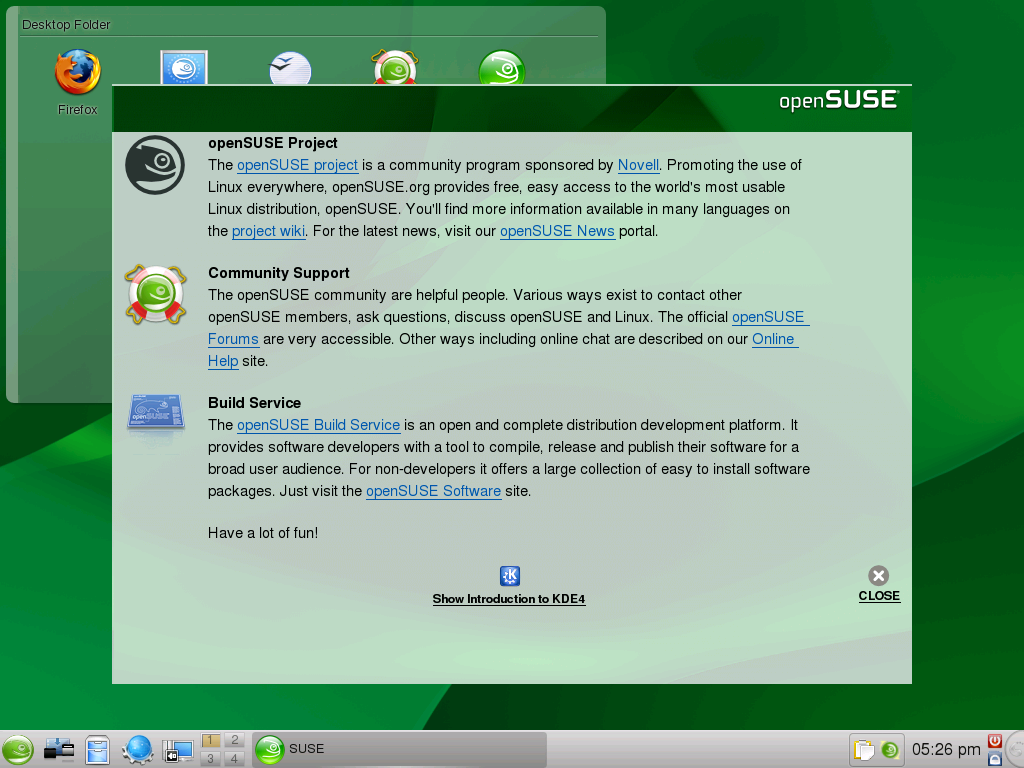 Desktop Folder
Firefox
openSUSE
openSUSE Project
The openSUSE project is a community program sponsored by Novell. Promoting the use of
Linux everywhere, openSUSE.org provides free, easy access to the world's most usable
Linux distribution, openSUSE. You'll find more information available in many languages on
the project wiki. For the latest news, visit our openSUSE News portal.
Community Support
The openSUSE community are helpful people. Various ways exist to contact other
openSUSE members, ask questions, discuss openSUSE and Linux. The official openSUSE
Forums are very accessible. Other ways including online chat are described on our Online
Help site.
Build Service
The openSUSE Build Service is an open and complete distribution development platform. It
provides software developers with a tool to compile, release and publish their software for a
broad user audience. For non-developers it offers a large collection of easy to install software
packages. Just visit the openSUSE Software site.
Have a lot of fun!
Show Introduction to KDE4
CLOSE
1 2
3 4
SUSE
05:26 pm